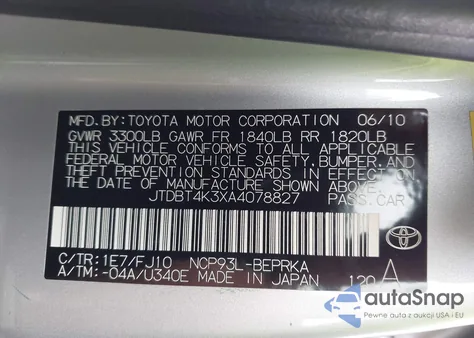 MFD. BY: TOYOTA MOTOR CORPORATION 06/10
GVWR 3300LB GAWR FR 1840LB RR 1820LB
THIS VEHICLE CONFORMS TO ALL APPLICABLE
FEDERAL MOTOR VEHICLE SAFETY, BUMPER, AND
THEFT PREVENTION STANDARDS IN EFFECT ON
THE DATE OF MANUFACTURE SHOWN ABOVE.
JTDBT4K3XA4078827 PASS. CAR
C/TR: 1E7/FJ10 NCP93L-BEPRKA
A/TM: -04A/U340E MADE IN JAPAN 120 A
TOYOTA
autoSnap
Pewne auta z aukcji USA i EU